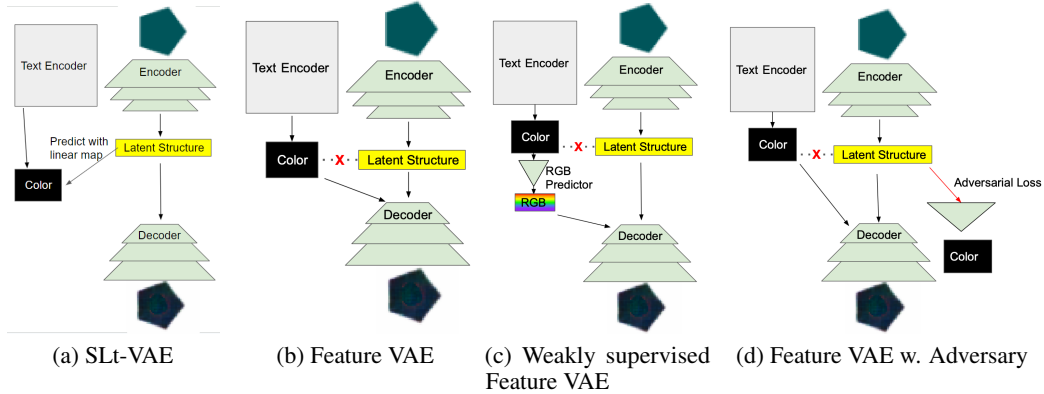 Text Encoder
Encoder
Predict with
linear map
Latent Structure
Color
Decoder
(a) SLt-VAE
Text Encoder
Encoder
Color
X
Latent Structure
Decoder
(b) Feature VAE
Text Encoder
Encoder
Color
X
Latent Structure
RGB
Predictor
RGB
Decoder
(c) Weakly supervised
Feature VAE
Text Encoder
Encoder
Color
X
Latent Structure
Adversarial Loss
Decoder
Color
(d) Feature VAE w. Adversary